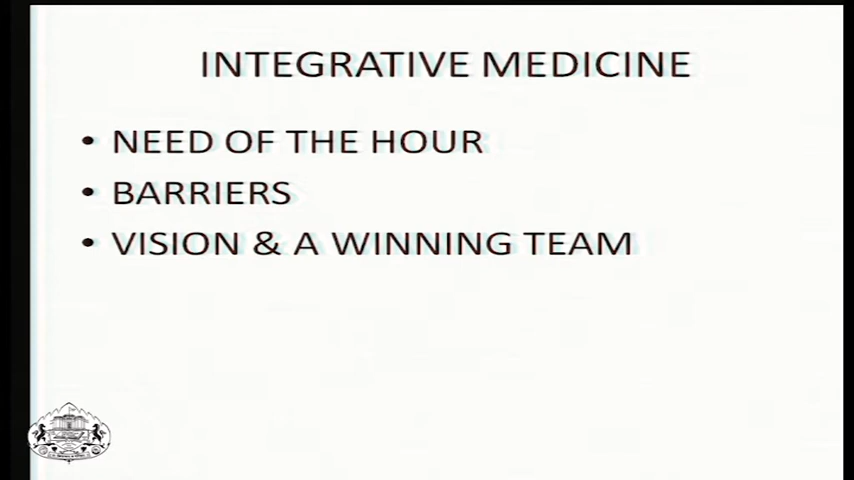 INTEGRATIVE MEDICINE
• NEED OF THE HOUR
• BARRIERS
• VISION & A WINNING TEAM